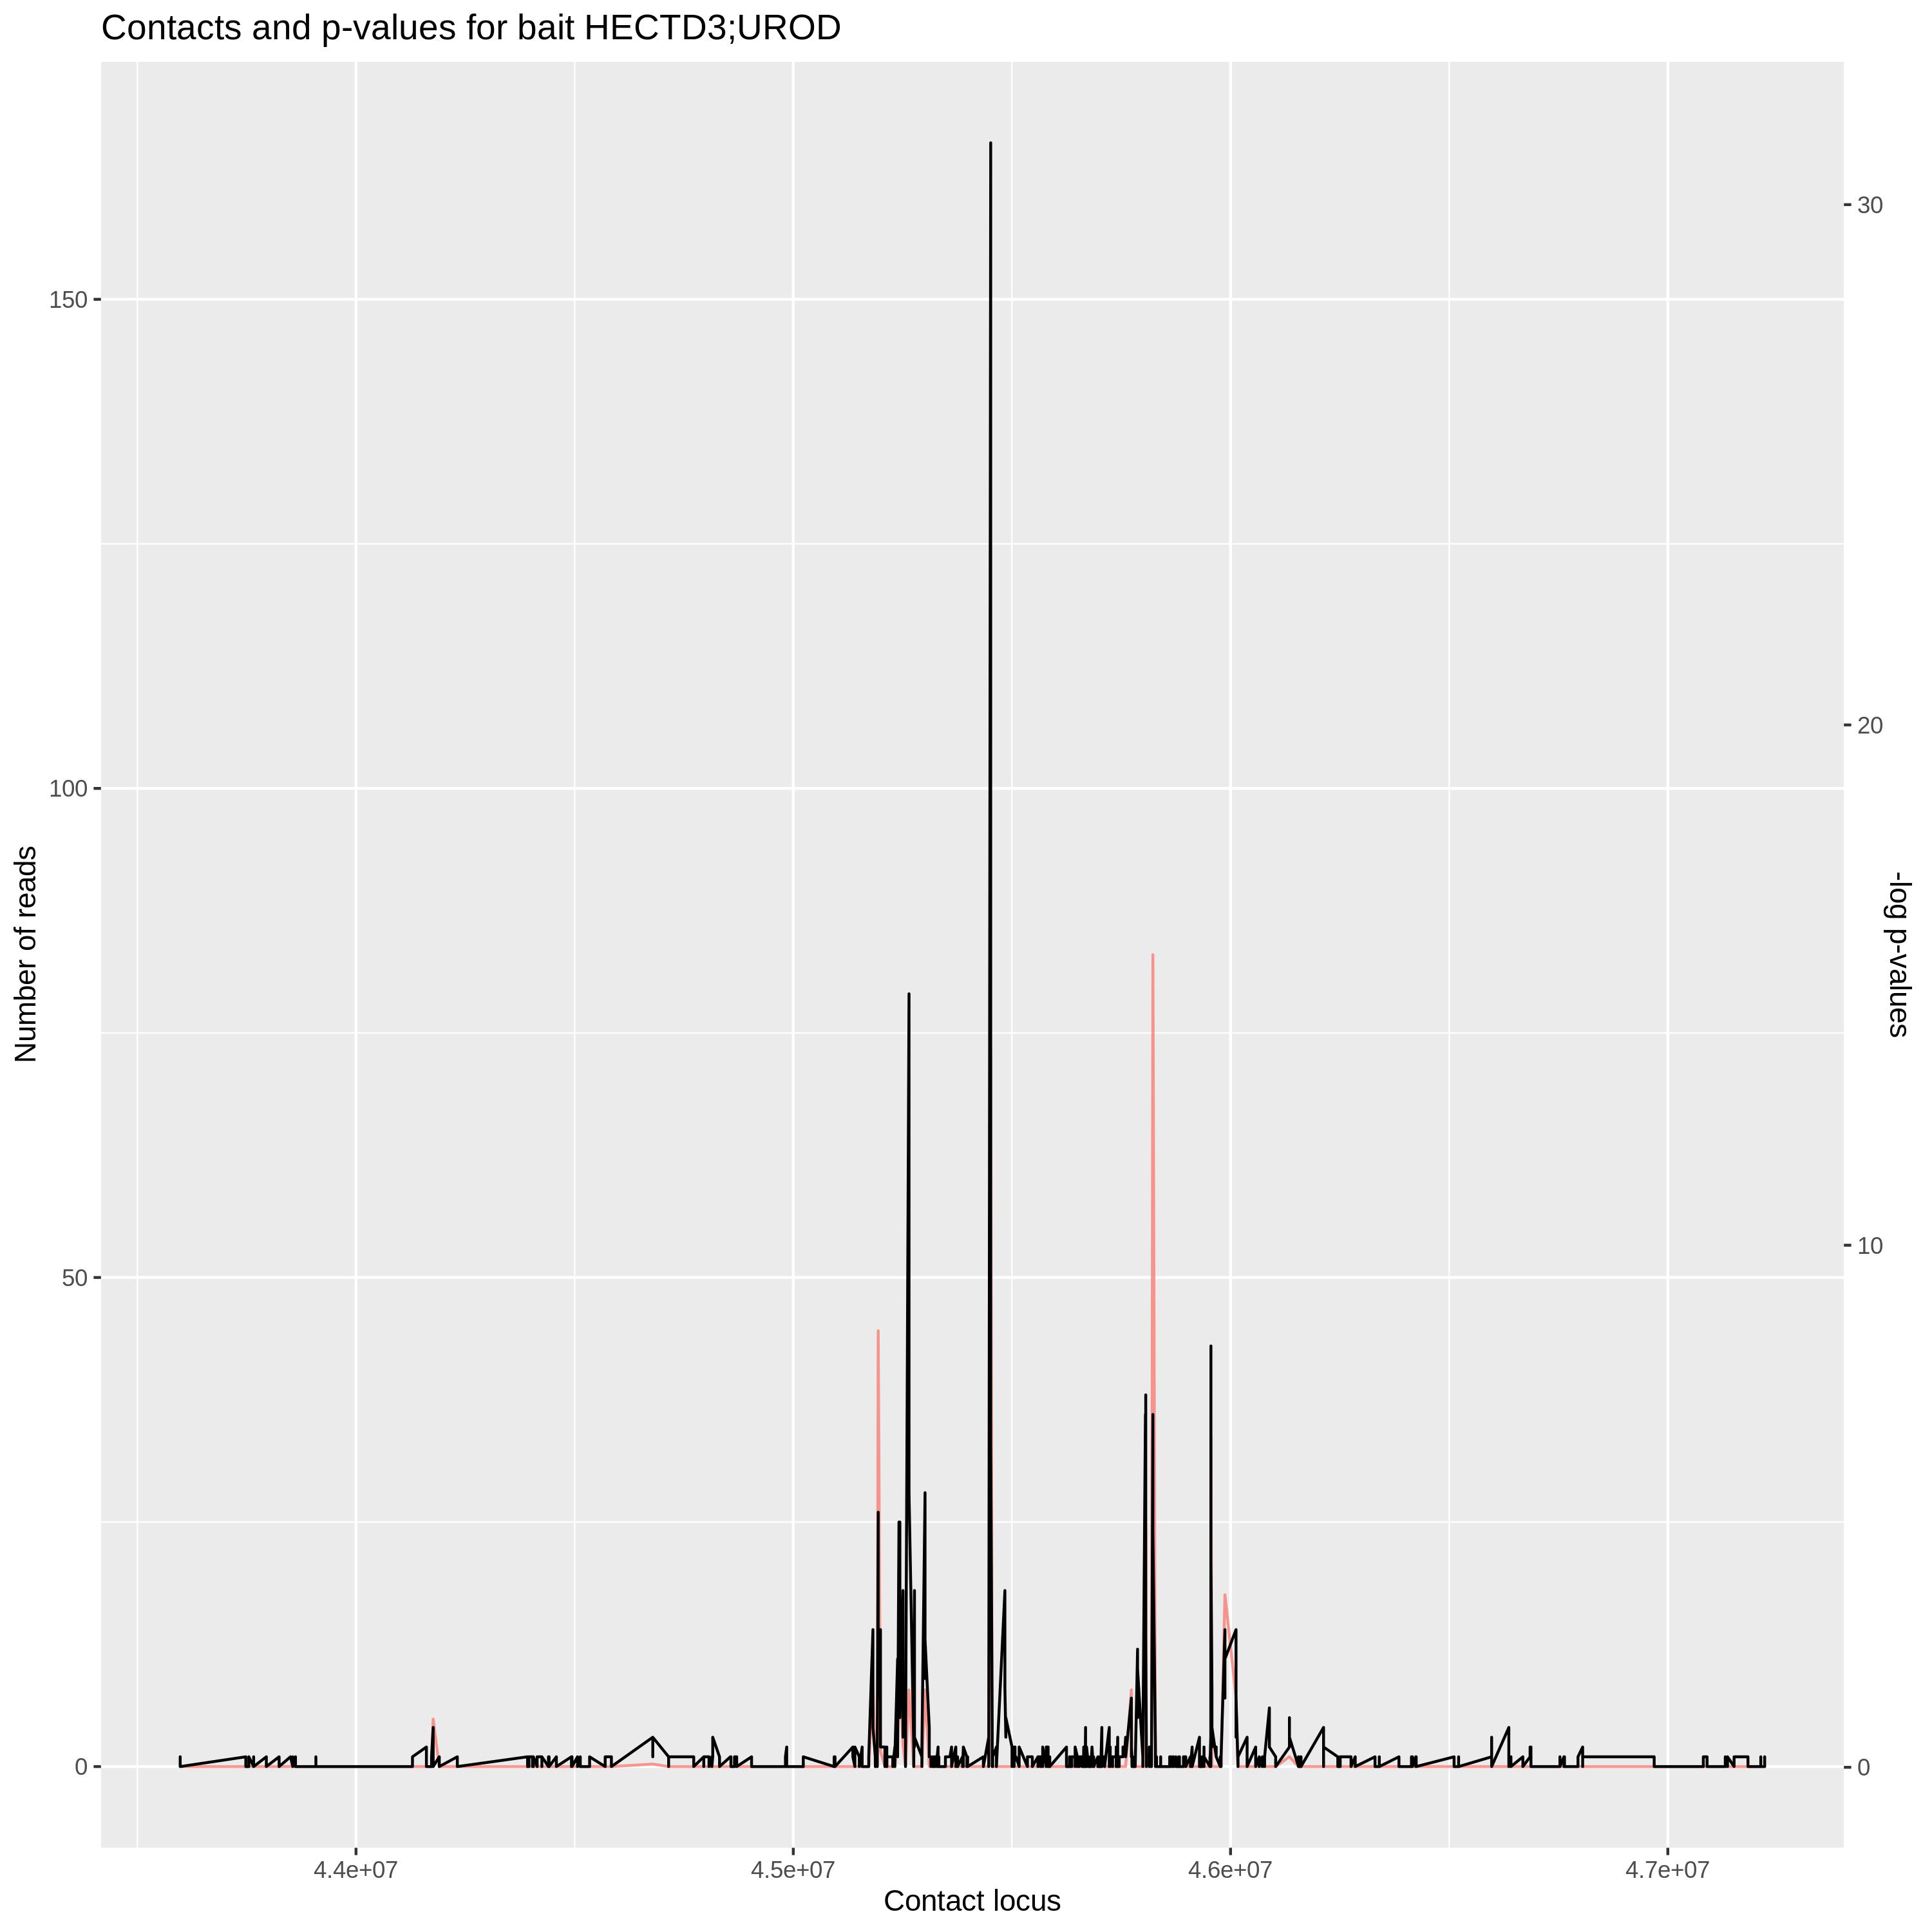 Contacts and p-values for bait HECTD3;UROD
150
100
50
0
Number of reads
30
20
10
0
-log p-values
4.4e+07
4.5e+07
4.6e+07
4.7e+07
Contact locus